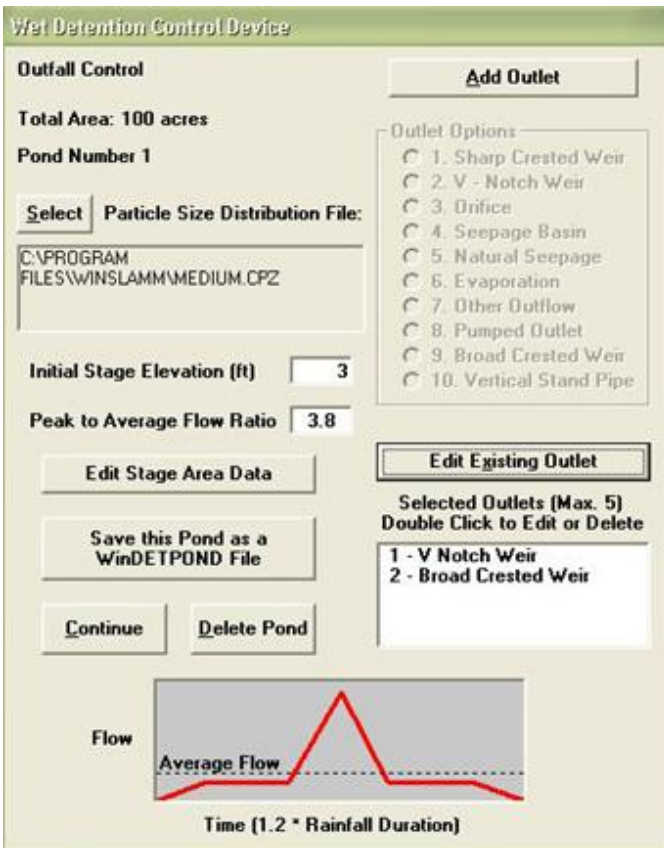 Wet Detention Control Device
Outfall Control
Total Area: 100 acres
Pond Number 1
Select Particle Size Distribution File:
C:\PROGRAM
FILES\WINSLAMM\MEDIUM.CPZ
Initial Stage Elevation (ft) 3
Peak to Average Flow Ratio 3.8
Edit Stage Area Data
Save this Pond as a
WinDETPOND File
Continue Delete Pond
Add Outlet
Outlet Options
1. Sharp Crested Weir
2. V - Notch Weir
3. Orifice
4. Seepage Basin
5. Natural Seepage
6. Evaporation
7. Other Outflow
8. Pumped Outlet
9. Broad Crested Weir
10. Vertical Stand Pipe
Edit Existing Outlet
Selected Outlets (Max. 5)
Double Click to Edit or Delete
1 - V Notch Weir
2 - Broad Crested Weir
Flow
Average Flow
Time (1.2 * Rainfall Duration)